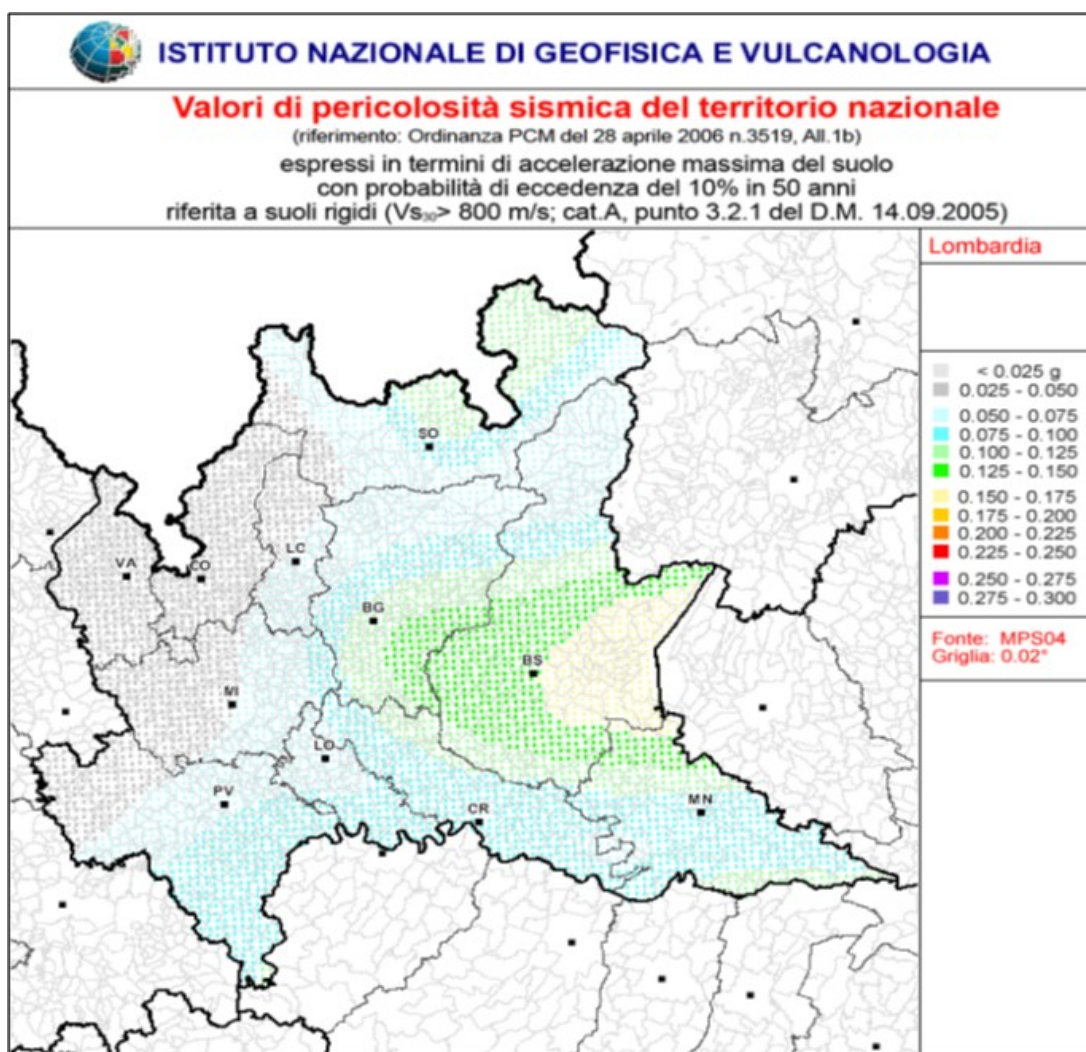 ISTITUTO NAZIONALE DI GEOFISICA E VULCANOLOGIA
Valori di pericolosità sismica del territorio nazionale
(riferimento: Ordinanza PCM del 28 aprile 2006 n.3519, All.1b)
espressi in termini di accelerazione massima del suolo
con probabilità di eccedenza del 10% in 50 anni
riferita a suoli rigidi (Vs₃₀> 800 m/s; cat.A, punto 3.2.1 del D.M. 14.09.2005)
Lombardia
< 0.025 g
0.025 - 0.050
0.050 - 0.075
0.075 - 0.100
0.100 - 0.125
0.125 - 0.150
0.150 - 0.175
0.175 - 0.200
0.200 - 0.225
0.225 - 0.250
0.250 - 0.275
0.275 - 0.300
Fonte: MPS04
Griglia: 0.02°
SO
LC
VA
CO
BG
BS
MI
LO
PV
CR
MN